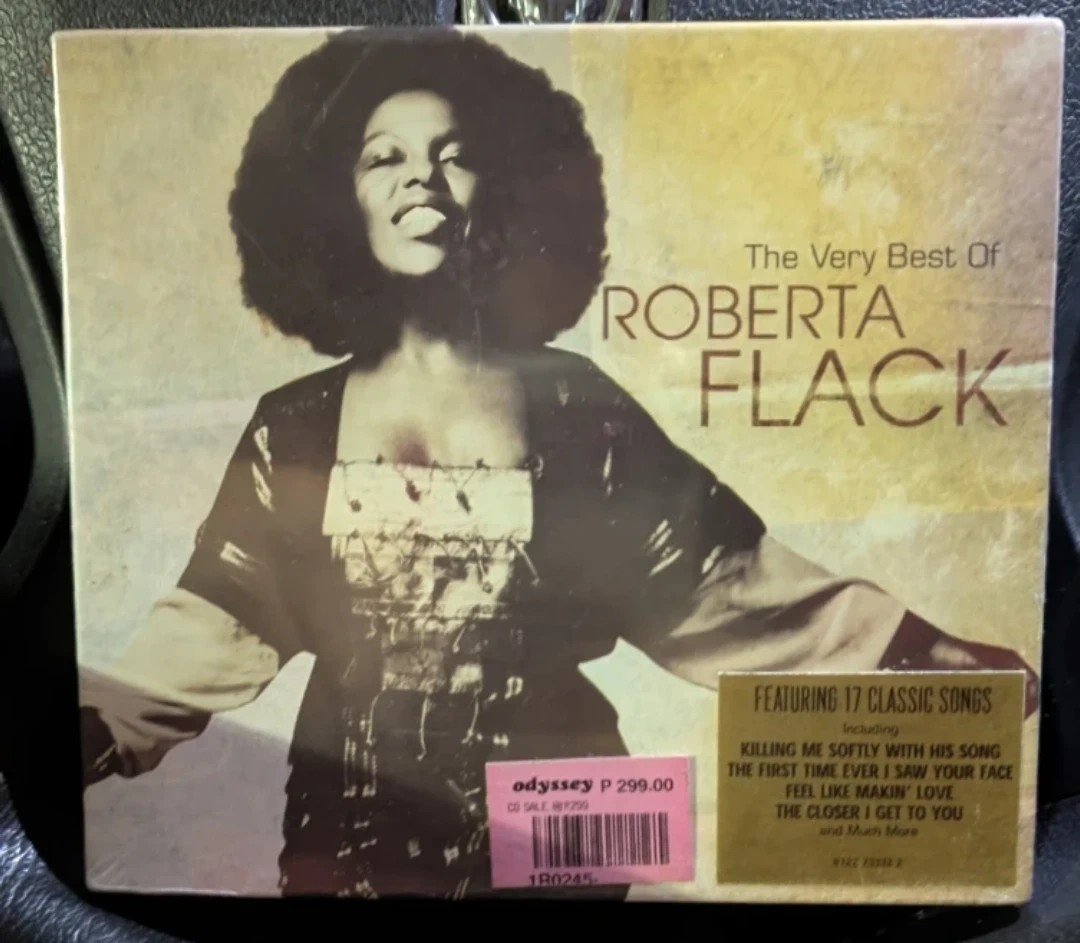 The Very Best Of
ROBERTA
FLACK
FEATURING 17 CLASSIC SONGS
Including
KILLING ME SOFTLY WITH HIS SONG
THE FIRST TIME EVER I SAW YOUR FACE
FEEL LIKE MAKIN' LOVE
THE CLOSER I GET TO YOU
and Much More
odyssey P 299.00
CD SALE @P299
1R0245-